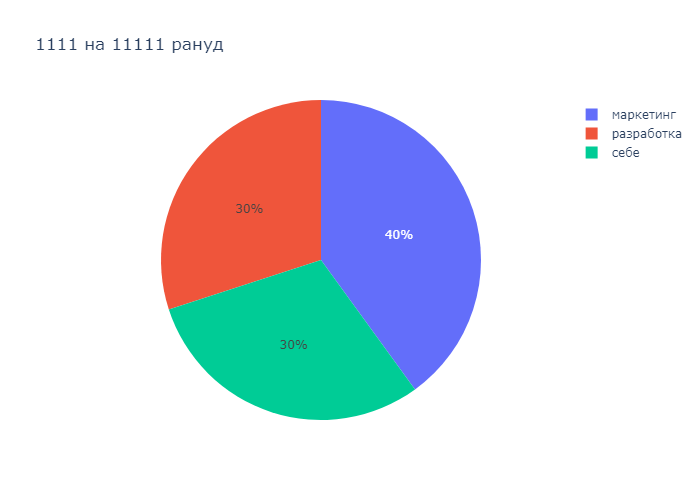 1111 на 11111 рануд
маркетинг
разработка
себе
30%
40%
30%